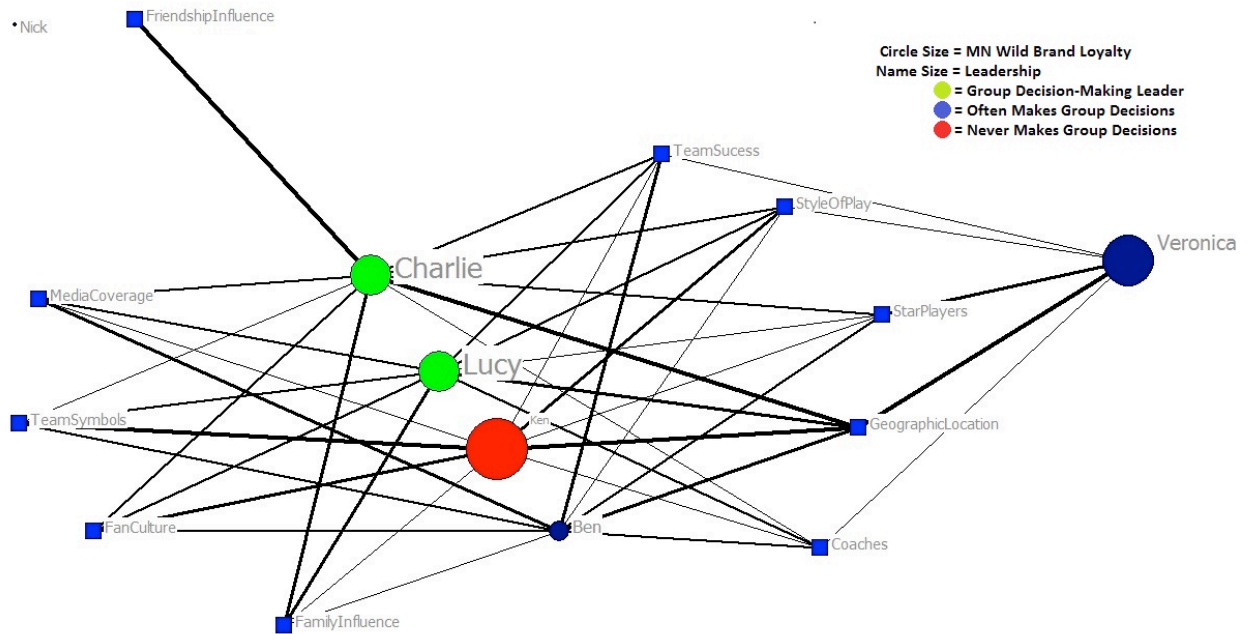 FriendshipInfluence
Nick
Circle Size = MN Wild Brand Loyalty
Name Size = Leadership
= Group Decision-Making Leader
= Often Makes Group Decisions
= Never Makes Group Decisions
TeamSucess
StyleOfPlay
Veronica
Charlie
MediaCoverage
StarPlayers
Lucy
TeamSymbols
Ken
GeographicLocation
FanCulture
Ben
Coaches
FamilyInfluence